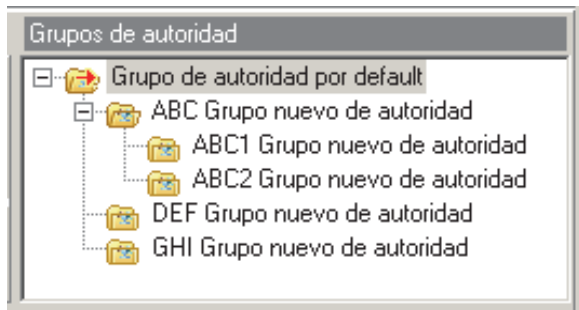 Grupos de autoridad
Grupo de autoridad por default
ABC Grupo nuevo de autoridad
ABC1 Grupo nuevo de autoridad
ABC2 Grupo nuevo de autoridad
DEF Grupo nuevo de autoridad
GHI Grupo nuevo de autoridad